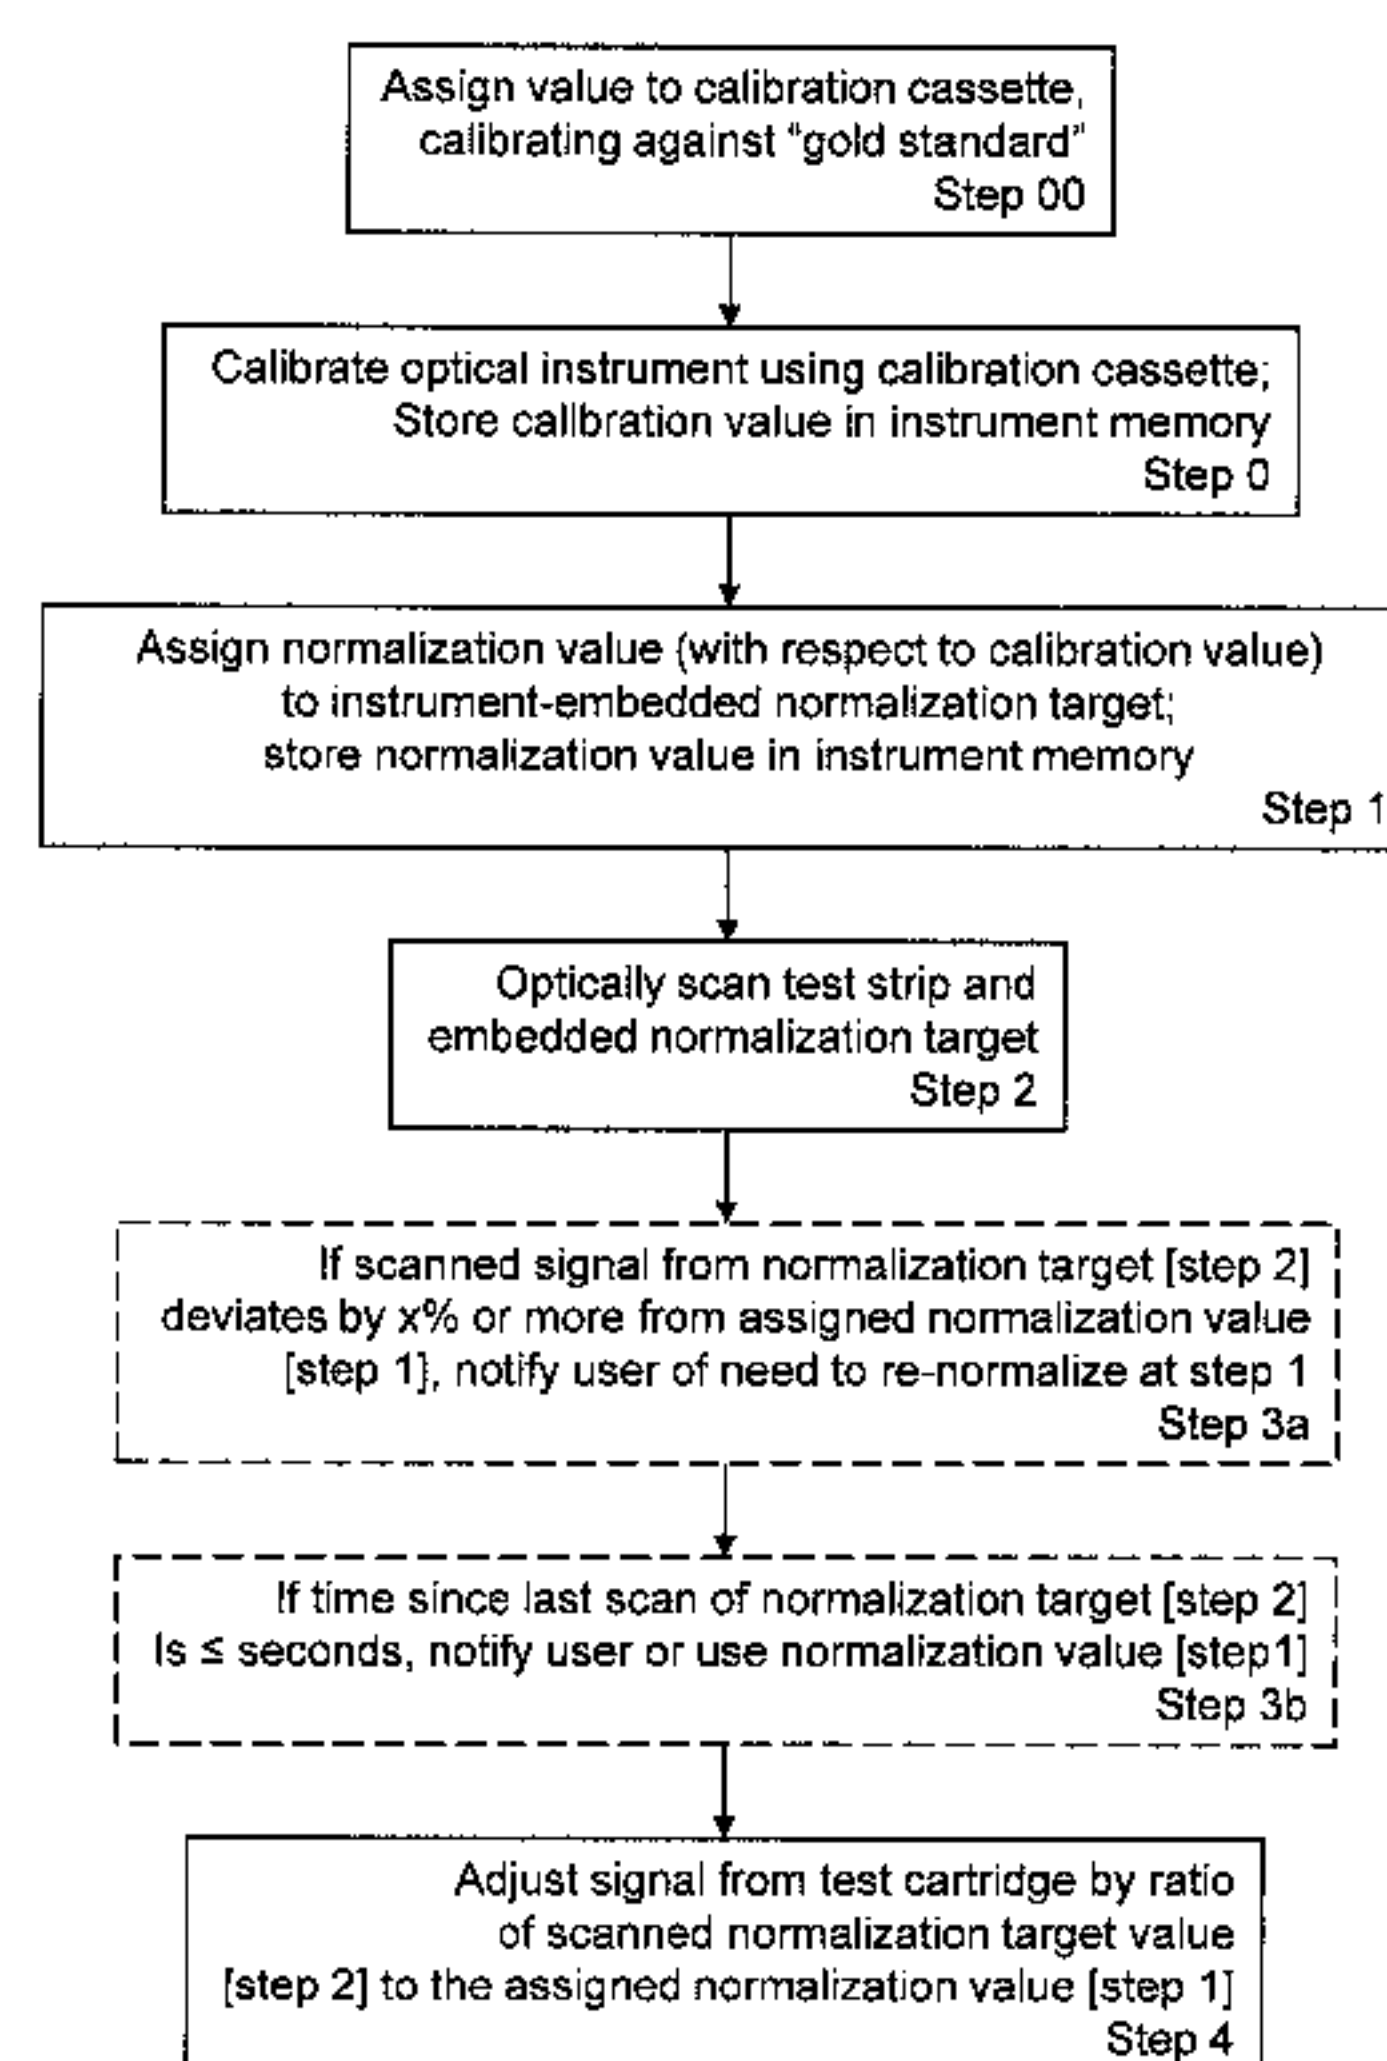 Assign value to calibration cassette,
calibrating against "gold standard"
Step 00
Calibrate optical instrument using calibration cassette;
Store calibration value in instrument memory
Step 0
Assign normalization value (with respect to calibration value)
to instrument-embedded normalization target;
store normalization value in instrument memory
Step 1
Optically scan test strip and
embedded normalization target
Step 2
If scanned signal from normalization target [step 2]
deviates by x% or more from assigned normalization value
[step 1], notify user of need to re-normalize at step 1
Step 3a
If time since last scan of normalization target [step 2]
Is ≤ seconds, notify user or use normalization value [step1]
Step 3b
Adjust signal from test cartridge by ratio
of scanned normalization target value
[step 2] to the assigned normalization value [step 1]
Step 4